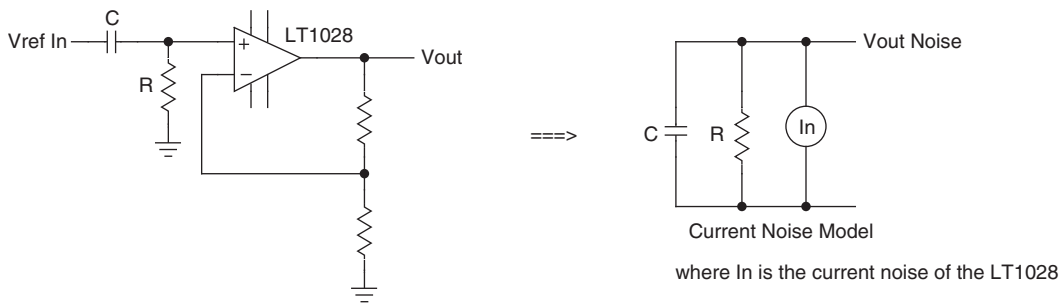 C
Vref In
LT1028
+
−
Vout
R
===>
Vout Noise
C
R
In
Current Noise Model
where In is the current noise of the LT1028